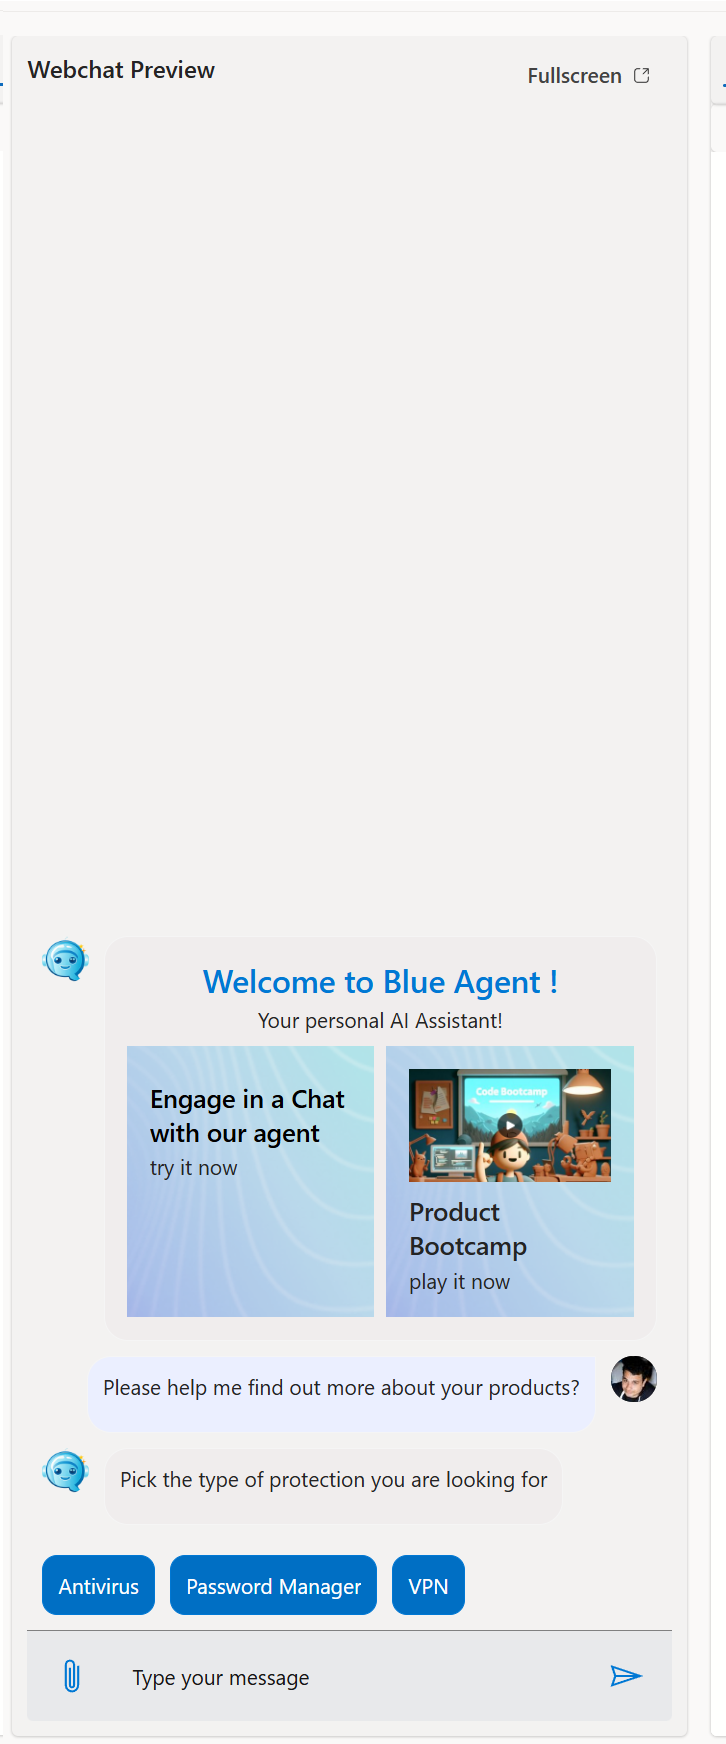 Webchat Preview
Fullscreen
Welcome to Blue Agent !
Your personal AI Assistant!
Engage in a Chat
with our agent
try it now
Code Bootcamp
Product
Bootcamp
play it now
Please help me find out more about your products?
Pick the type of protection you are looking for
Antivirus
Password Manager
VPN
Type your message